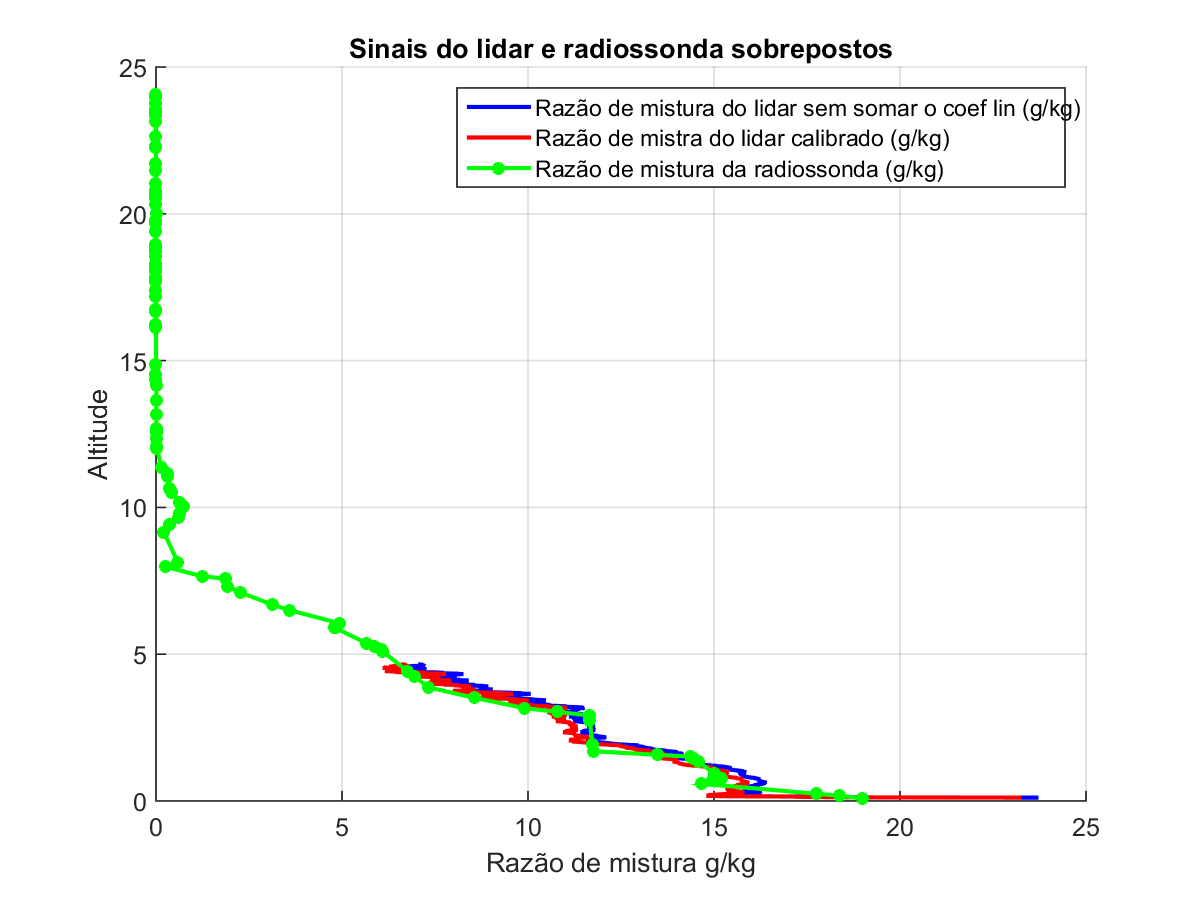 Sinais do lidar e radiossonda sobrepostos
25
Razão de mistura do lidar sem somar o coef lin (g/kg)
Razão de mistra do lidar calibrado (g/kg)
Razão de mistura da radiossonda (g/kg)
20
15
Altitude
10
5
0
0 5 10 15 20 25
Razão de mistura g/kg